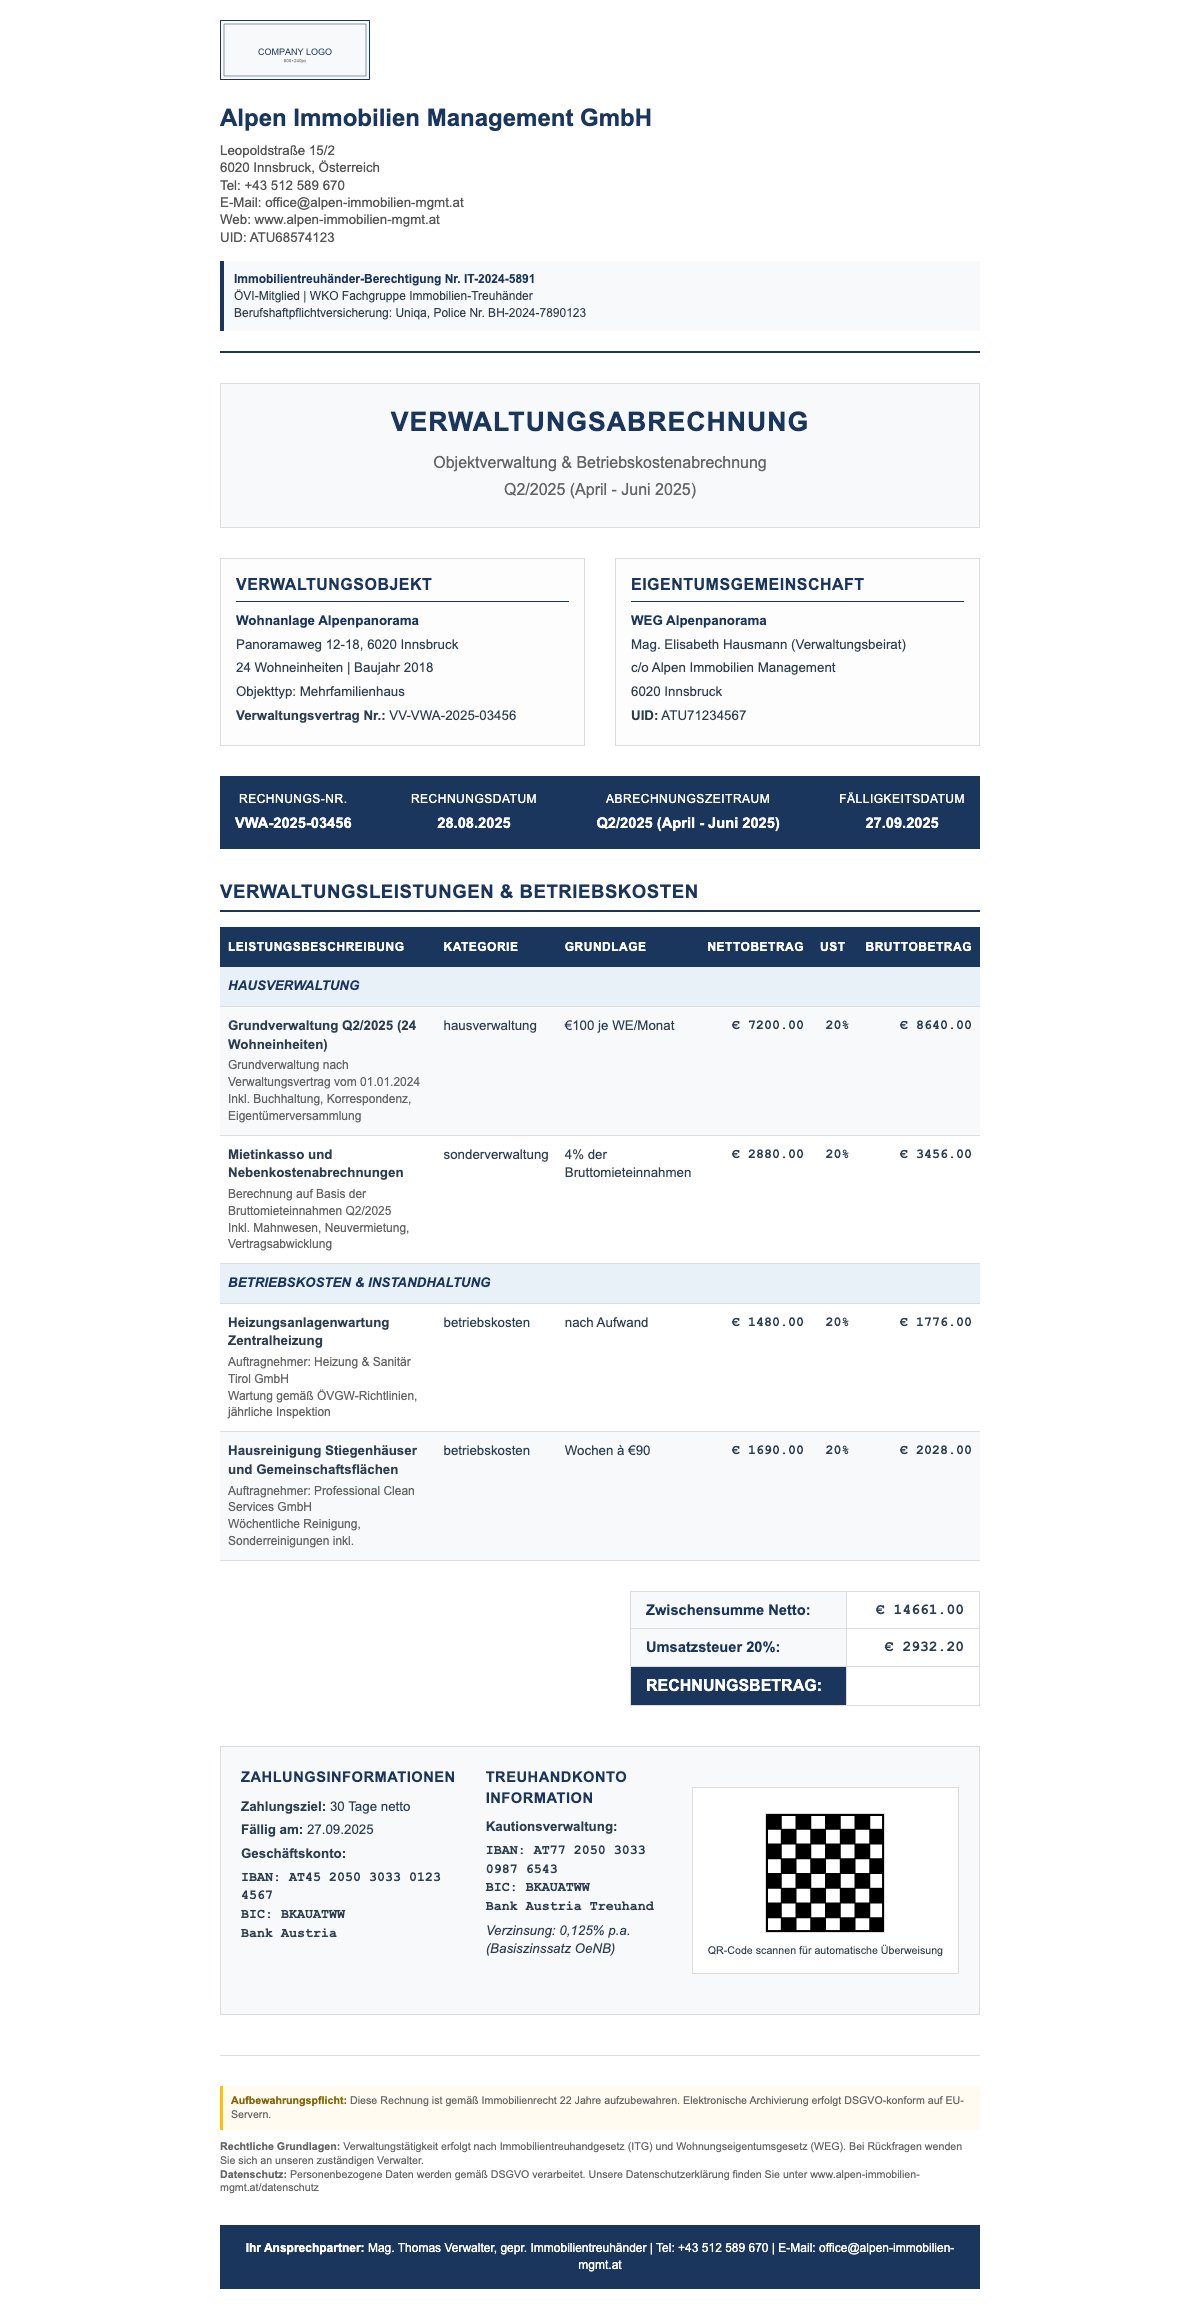 COMPANY LOGO
600×240px
Alpen Immobilien Management GmbH
Leopoldstraße 15/2
6020 Innsbruck, Österreich
Tel: +43 512 589 670
E-Mail: office@alpen-immobilien-mgmt.at
Web: www.alpen-immobilien-mgmt.at
UID: ATU68574123
Immobilientreuhänder-Berechtigung Nr. IT-2024-5891
ÖVI-Mitglied | WKO Fachgruppe Immobilien-Treuhänder
Berufshaftpflichtversicherung: Uniqa, Police Nr. BH-2024-7890123
VERWALTUNGSABRECHNUNG
Objektverwaltung & Betriebskostenabrechnung
Q2/2025 (April - Juni 2025)
VERWALTUNGSOBJEKT
Wohnanlage Alpenpanorama
Panoramaweg 12-18, 6020 Innsbruck
24 Wohneinheiten | Baujahr 2018
Objekttyp: Mehrfamilienhaus
Verwaltungsvertrag Nr.: VV-VWA-2025-03456
EIGENTUMSGEMEINSCHAFT
WEG Alpenpanorama
Mag. Elisabeth Hausmann (Verwaltungsbeirat)
c/o Alpen Immobilien Management
6020 Innsbruck
UID: ATU71234567
RECHNUNGS-NR. RECHNUNGSDATUM ABRECHNUNGSZEITRAUM FÄLLIGKEITSDATUM
VWA-2025-03456 28.08.2025 Q2/2025 (April - Juni 2025) 27.09.2025
VERWALTUNGSLEISTUNGEN & BETRIEBSKOSTEN
LEISTUNGSBESCHREIBUNG KATEGORIE GRUNDLAGE NETTOBETRAG UST BRUTTOBETRAG
HAUSVERWALTUNG
Grundverwaltung Q2/2025 (24 hausverwaltung €100 je WE/Monat € 7200.00 20% € 8640.00
Wohneinheiten)
Grundverwaltung nach
Verwaltungsvertrag vom 01.01.2024
Inkl. Buchhaltung, Korrespondenz,
Eigentümerversammlung
Mietinkasso und sonderverwaltung 4% der € 2880.00 20% € 3456.00
Nebenkostenabrechnungen Bruttomieteinnahmen
Berechnung auf Basis der
Bruttomieteinnahmen Q2/2025
Inkl. Mahnwesen, Neuvermietung,
Vertragsabwicklung
BETRIEBSKOSTEN & INSTANDHALTUNG
Heizungsanlagenwartung betriebskosten nach Aufwand € 1480.00 20% € 1776.00
Zentralheizung
Auftragnehmer: Heizung & Sanitär
Tirol GmbH
Wartung gemäß ÖVGW-Richtlinien,
jährliche Inspektion
Hausreinigung Stiegenhäuser betriebskosten Wochen à €90 € 1690.00 20% € 2028.00
und Gemeinschaftsflächen
Auftragnehmer: Professional Clean
Services GmbH
Wöchentliche Reinigung,
Sonderreinigungen inkl.
Zwischensumme Netto: € 14661.00
Umsatzsteuer 20%: € 2932.20
RECHNUNGSBETRAG:
ZAHLUNGSINFORMATIONEN
Zahlungsziel: 30 Tage netto
Fällig am: 27.09.2025
Geschäftskonto:
IBAN: AT45 2050 3033 0123
4567
BIC: BKAUATWW
Bank Austria
TREUHANDKONTO
INFORMATION
Kautionsverwaltung:
IBAN: AT77 2050 3033
0987 6543
BIC: BKAUATWW
Bank Austria Treuhand
Verzinsung: 0,125% p.a.
(Basiszinssatz OeNB)
QR-Code scannen für automatische Überweisung
Aufbewahrungspflicht: Diese Rechnung ist gemäß Immobilienrecht 22 Jahre aufzubewahren. Elektronische Archivierung erfolgt DSGVO-konform auf EU-
Servern.
Rechtliche Grundlagen: Verwaltungstätigkeit erfolgt nach Immobilientreuhandgesetz (ITG) und Wohnungseigentumsgesetz (WEG). Bei Rückfragen wenden
Sie sich an unseren zuständigen Verwalter.
Datenschutz: Personenbezogene Daten werden gemäß DSGVO verarbeitet. Unsere Datenschutzerklärung finden Sie unter www.alpen-immobilien-
mgmt.at/datenschutz
Ihr Ansprechpartner: Mag. Thomas Verwalter, gepr. Immobilientreuhänder | Tel: +43 512 589 670 | E-Mail: office@alpen-immobilien-
mgmt.at